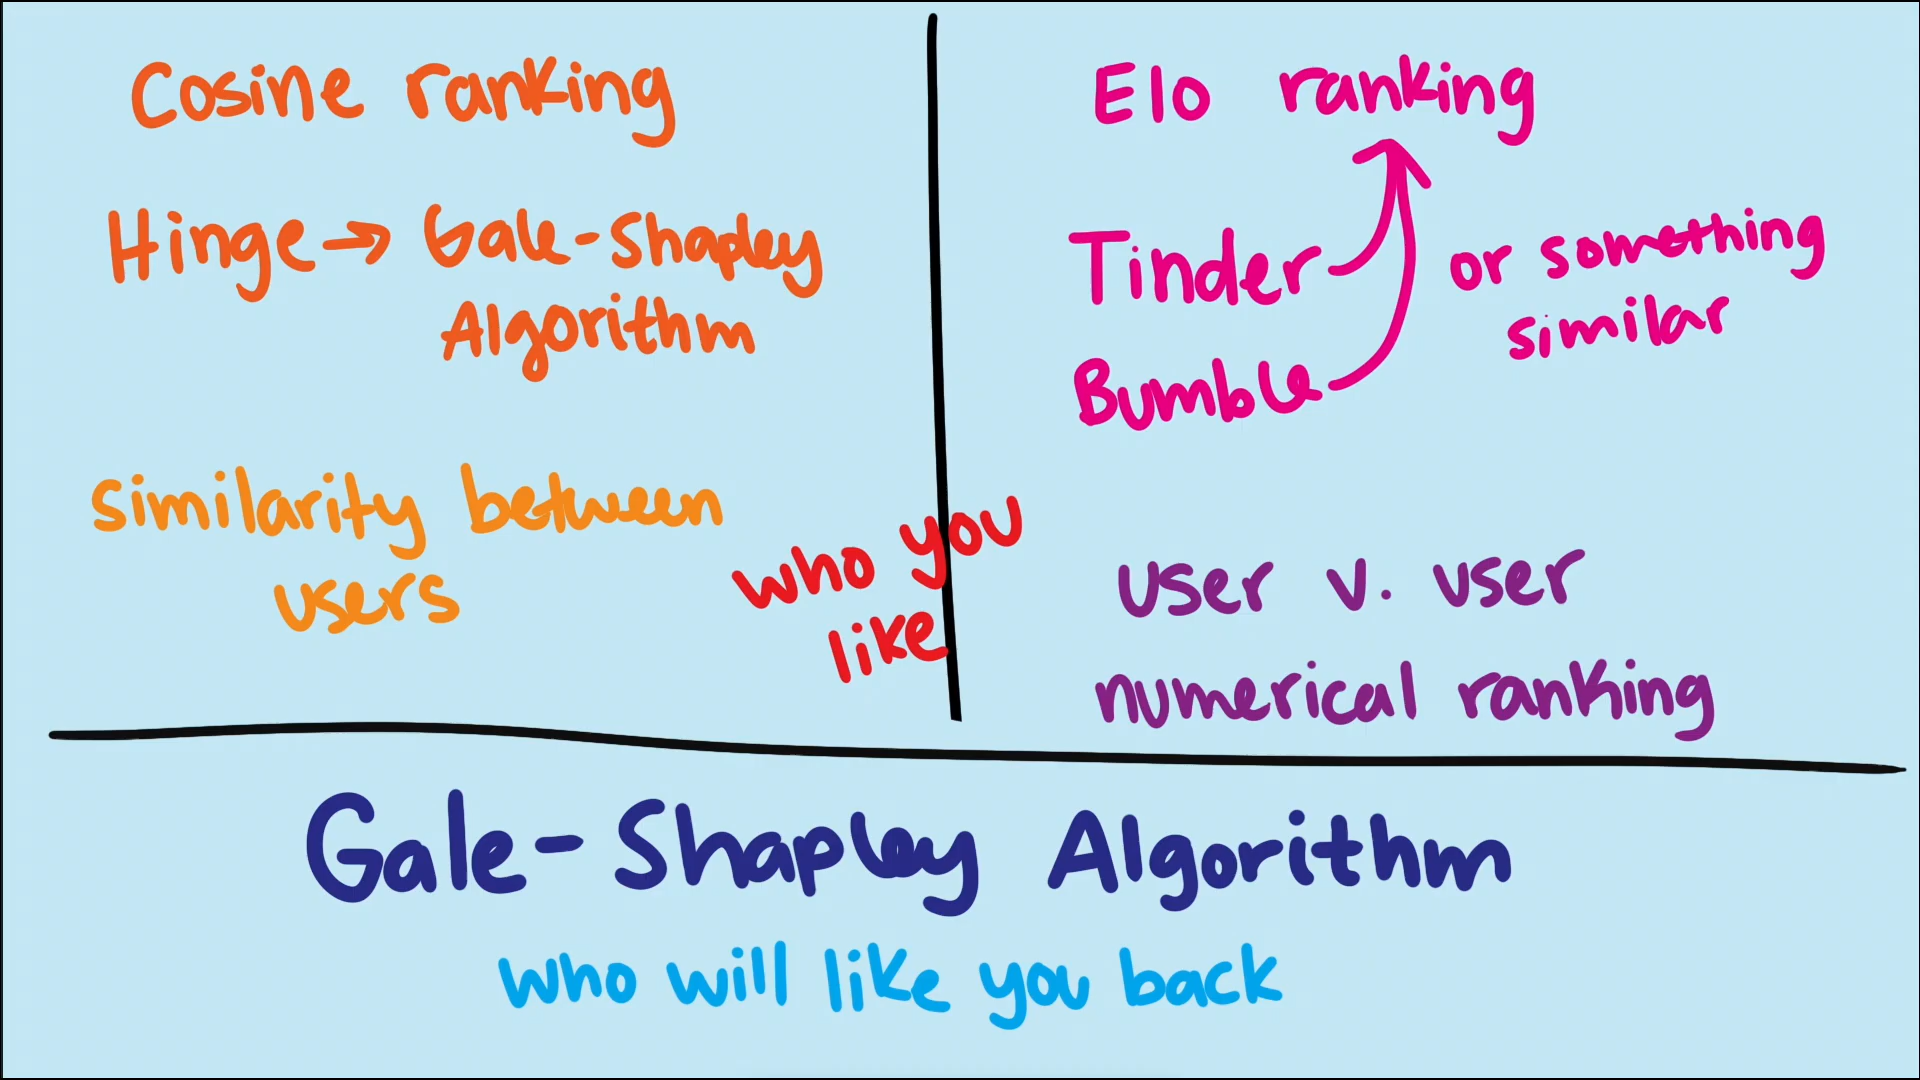 Cosine ranking
Hinge → Gale-Shapley
Algorithm
similarity between
users
who you
like
Elo ranking
Tinder
Bumble
or something
similar
user v. user
numerical ranking
Gale-Shapley Algorithm
who will like you back